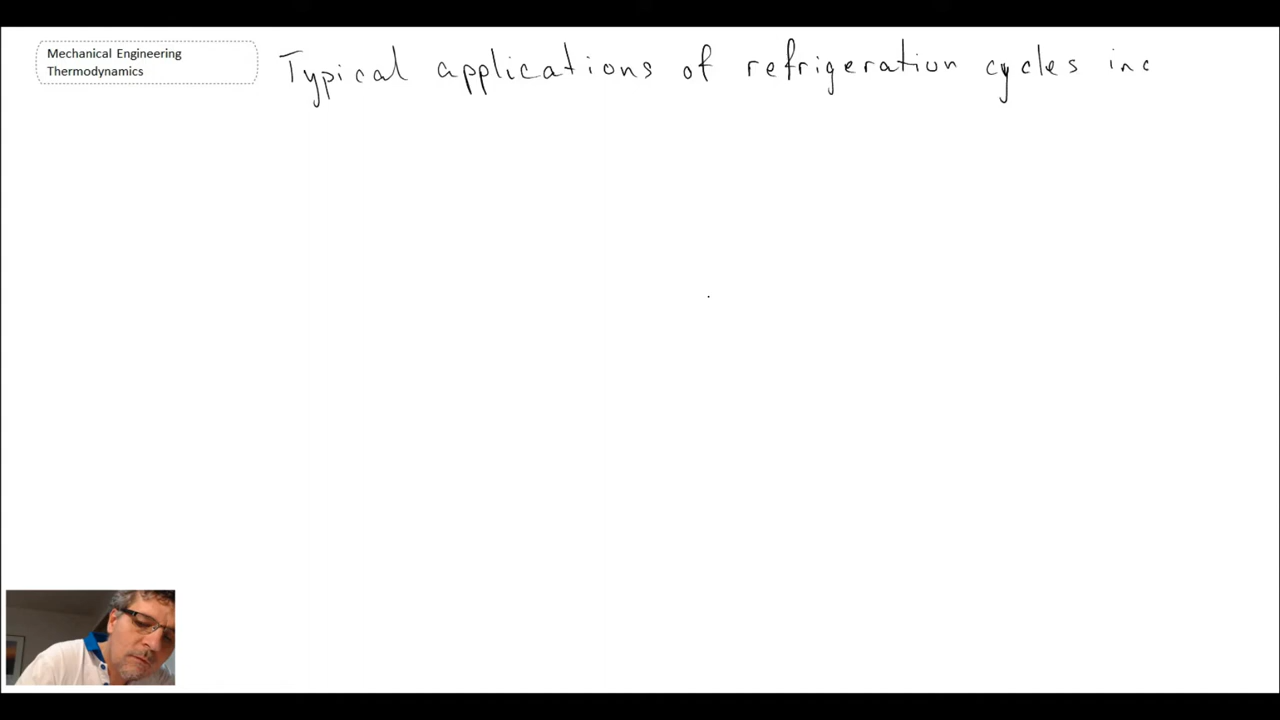 Mechanical Engineering
Thermodynamics
Typical applications of refrigeration cycles inc